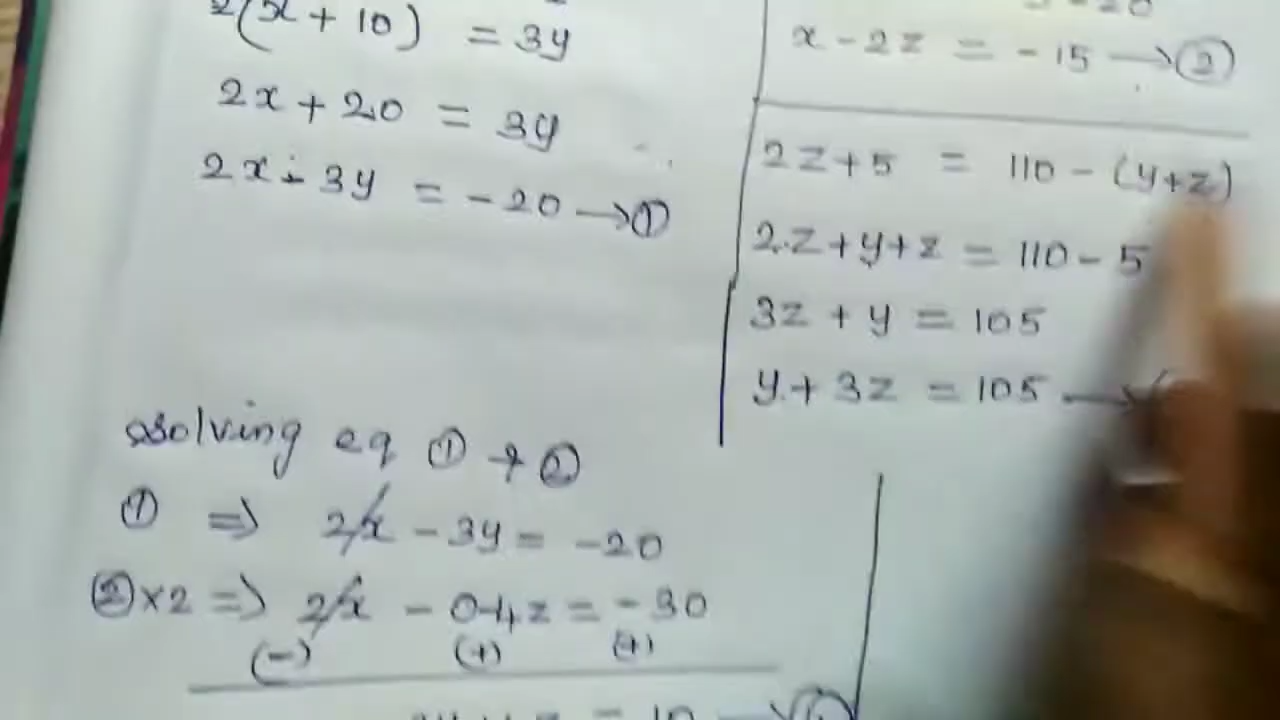 2(x + 10) = 3y
2x + 20 = 3y
2x - 3y = -20 → ①
x - 2z = -15 → ②
2z + 5 = 110 - (y+z)
2z + y + z = 110 - 5
3z + y = 105
y + 3z = 105 →
solving eq ① & ②
① ⇒ 2x - 3y = -20
②×2 ⇒ 2x - 0-4z = -30
(-) (+) (+)
= 10 →